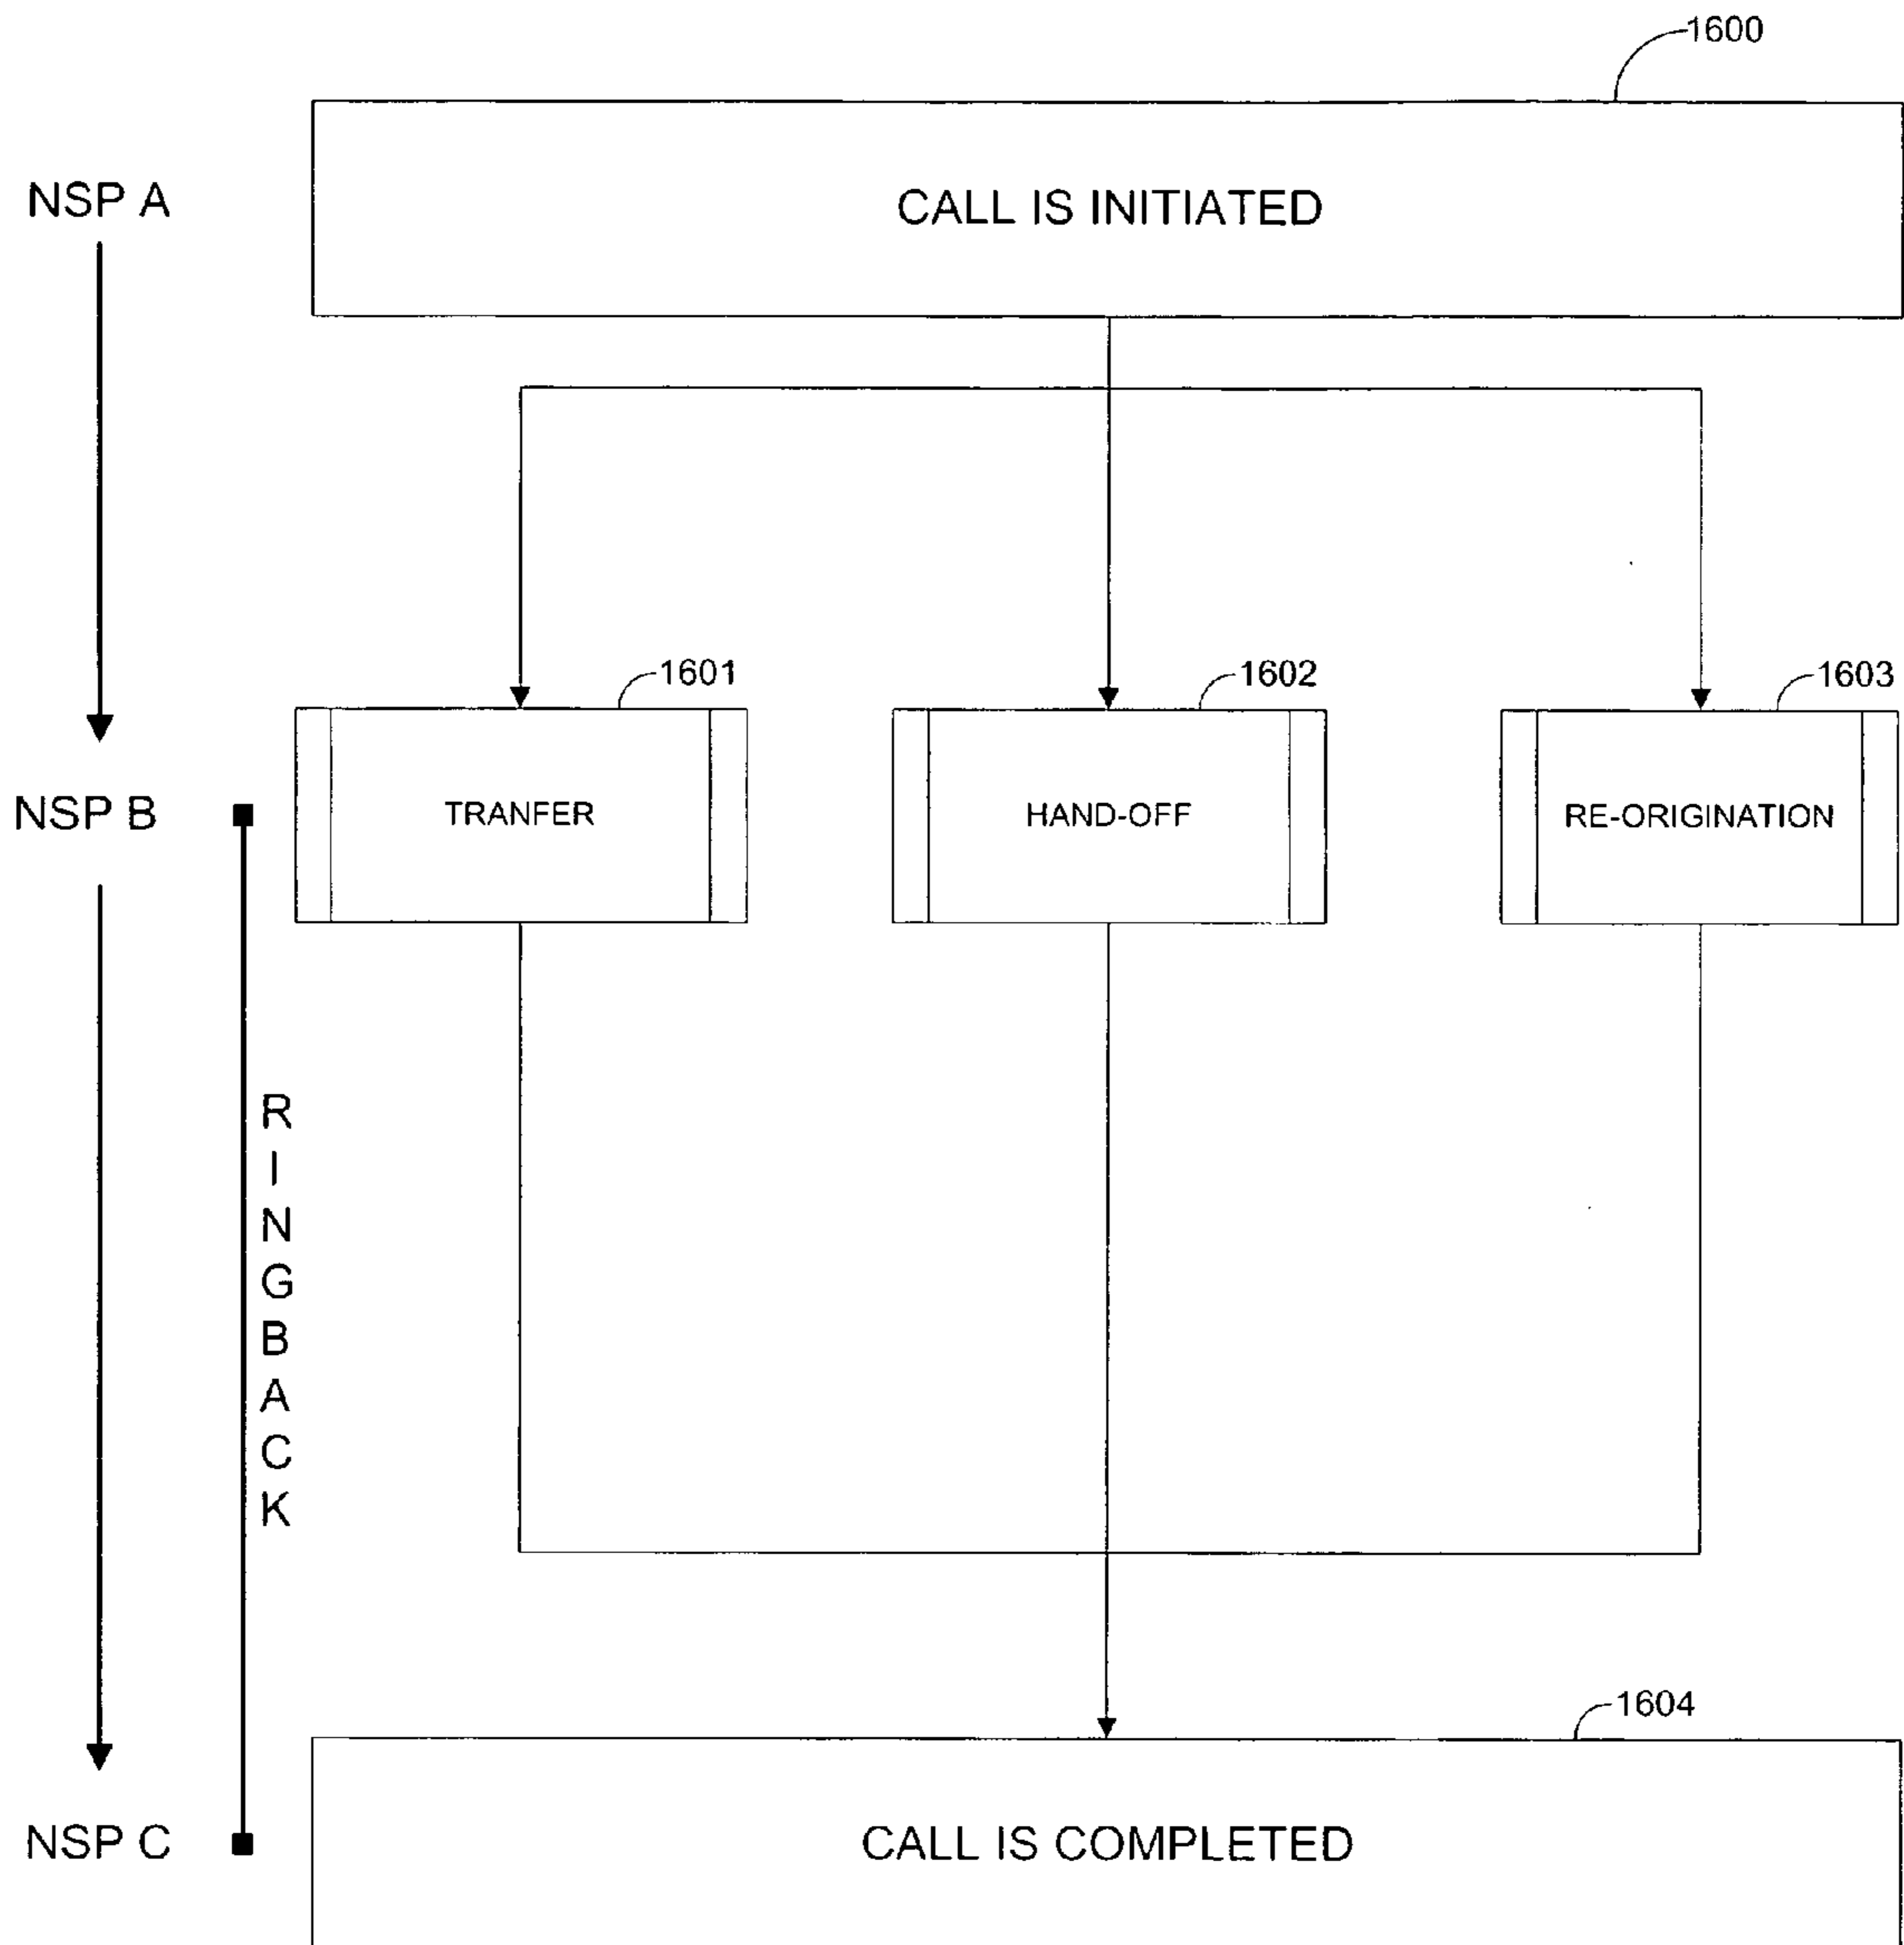 1600
NSP A
CALL IS INITIATED
1601
1602
1603
NSP B
TRANFER
HAND-OFF
RE-ORIGINATION
RINGBACK
1604
NSP C
CALL IS COMPLETED